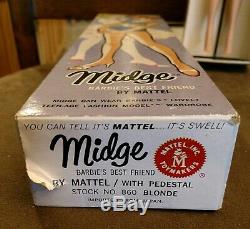 Midge
T.M.
BARBIE'S BEST FRIEND
BY MATTEL
MIDGE CAN WEAR BARBIE'S LOVELY
TEEN-AGE FASHION MODEL WARDROBE
YOU CAN TELL IT'S MATTEL...IT'S SWELL!
Midge
T.M.
BARBIE'S BEST FRIEND
BY MATTEL / WITH PEDESTAL
STOCK NO. 860 BLONDE
MATTEL, INC.
M
TOYMAKERS